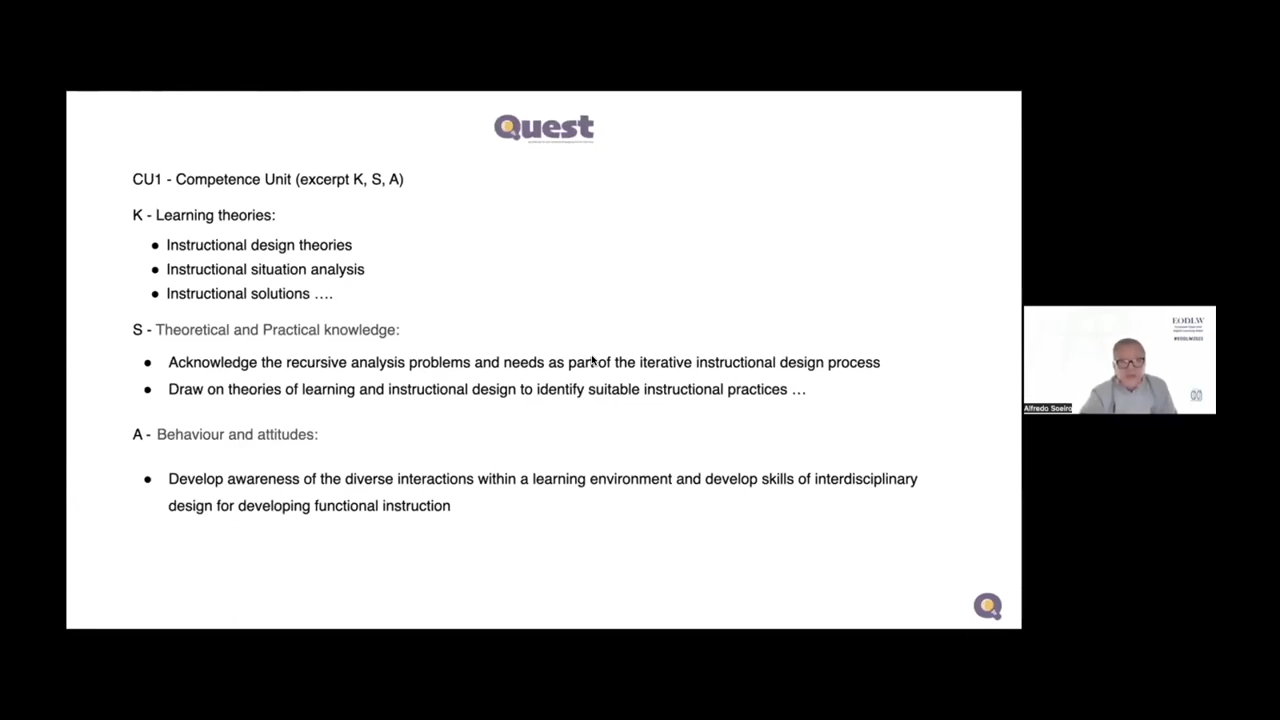 Quest
CU1 - Competence Unit (excerpt K, S, A)
K - Learning theories:
● Instructional design theories
● Instructional situation analysis
● Instructional solutions ....
S - Theoretical and Practical knowledge:
● Acknowledge the recursive analysis problems and needs as part of the iterative instructional design process
● Draw on theories of learning and instructional design to identify suitable instructional practices ...
A - Behaviour and attitudes:
● Develop awareness of the diverse interactions within a learning environment and develop skills of interdisciplinary
design for developing functional instruction
Q
EODLW
Alfredo Soeiro